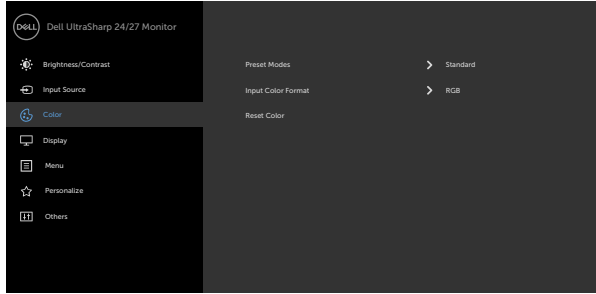 DELL
Dell UltraSharp 24/27 Monitor
Brightness/Contrast
Input Source
Color
Display
Menu
Personalize
Others
Preset Modes Standard
Input Color Format RGB
Reset Color